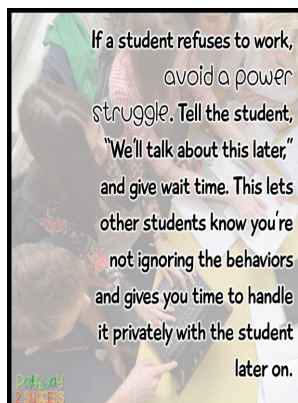 If a student refuses to work,
avoid a power
struggle. Tell the student,
"We'll talk about this later,"
and give wait time. This lets
other students know you're
not ignoring the behaviors
and gives you time to handle
it privately with the student
later on.
Pathway
2 SUCCESS